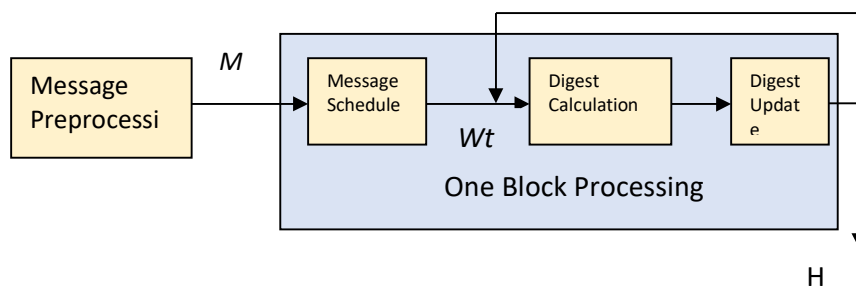 Message
Preprocessi
M
Message
Schedule
Wt
Digest
Calculation
Digest
Updat
e
One Block Processing
H